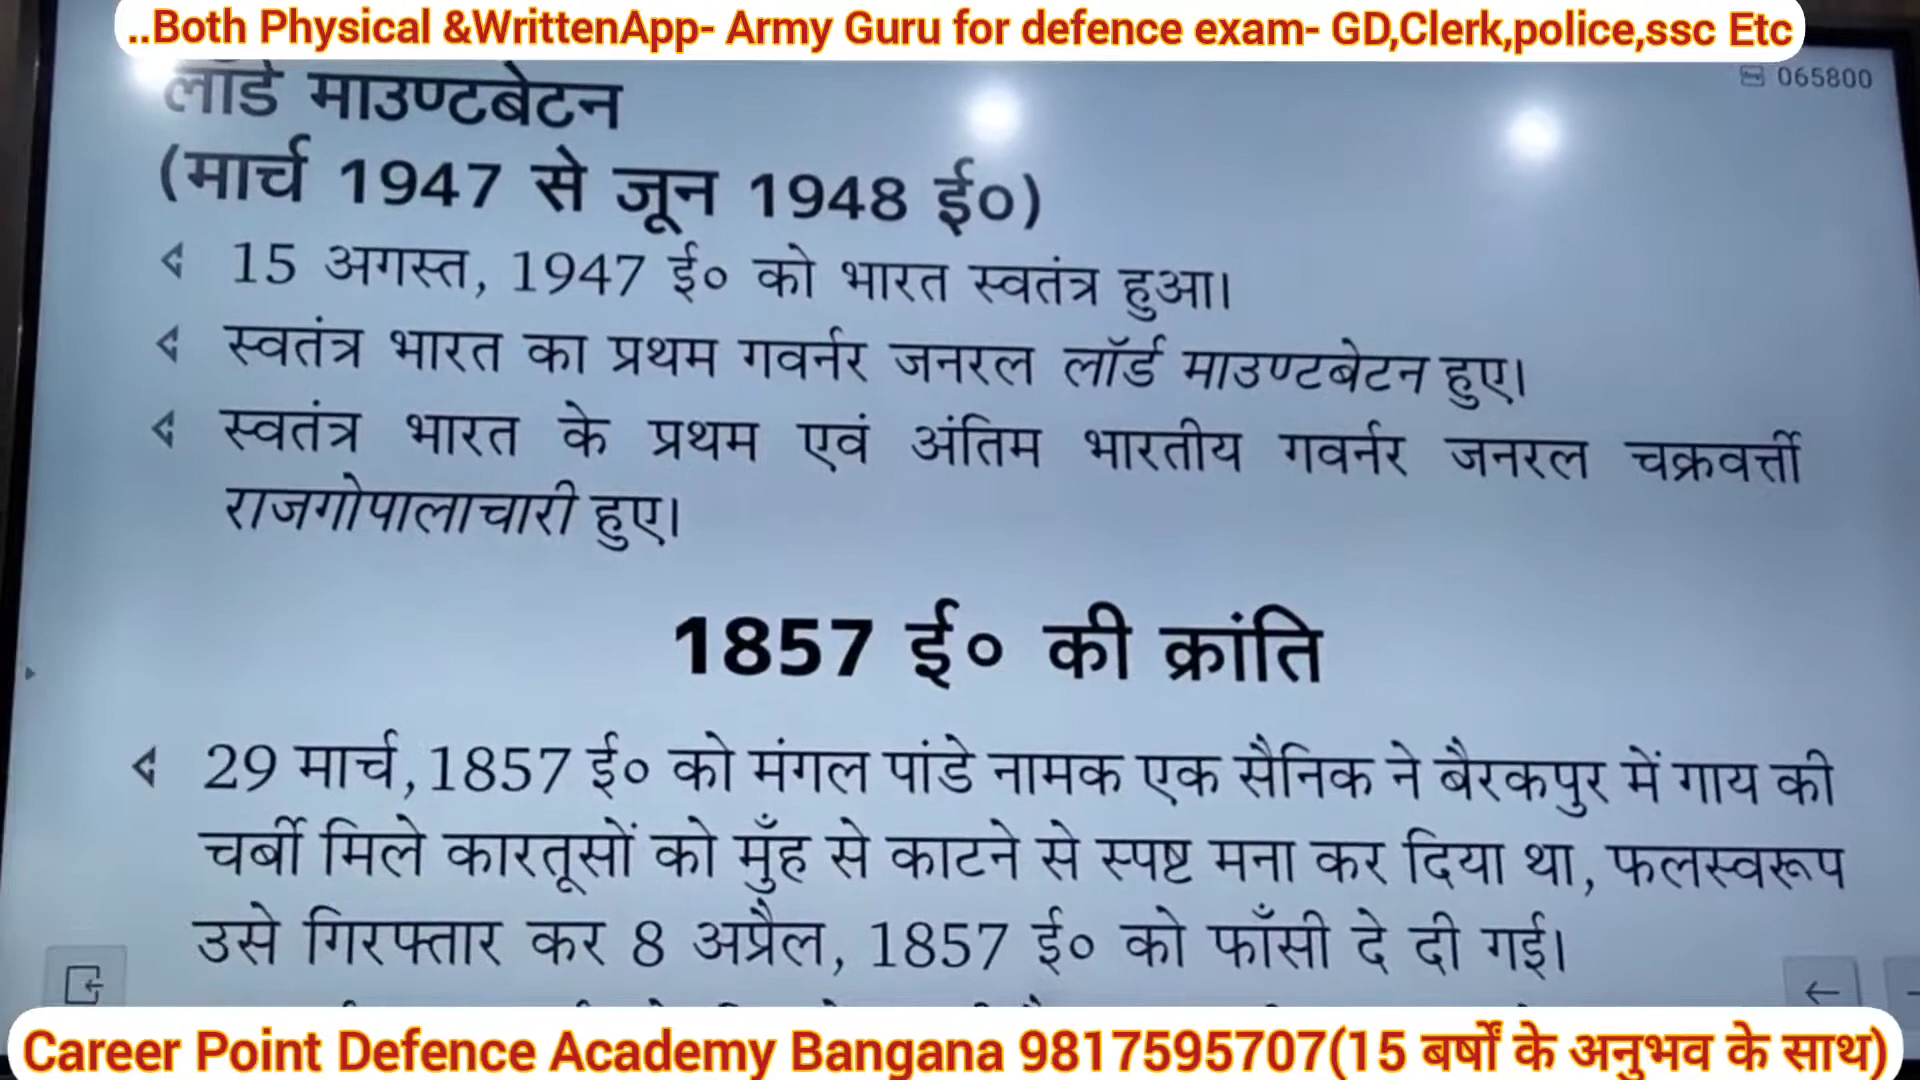 ..Both Physical &WrittenApp- Army Guru for defence exam- GD,Clerk,police,ssc Etc
065800
लॉर्ड माउण्टबेटन
(मार्च 1947 से जून 1948 ई०)
15 अगस्त, 1947 ई० को भारत स्वतंत्र हुआ।
स्वतंत्र भारत का प्रथम गवर्नर जनरल लॉर्ड माउण्टबेटन हुए।
स्वतंत्र भारत के प्रथम एवं अंतिम भारतीय गवर्नर जनरल चक्रवर्त्ती
राजगोपालाचारी हुए।
1857 ई० की क्रांति
29 मार्च, 1857 ई० को मंगल पांडे नामक एक सैनिक ने बैरकपुर में गाय की
चर्बी मिले कारतूसों को मुँह से काटने से स्पष्ट मना कर दिया था, फलस्वरूप
उसे गिरफ्तार कर 8 अप्रैल, 1857 ई० को फाँसी दे दी गई।
Career Point Defence Academy Bangana 9817595707(15 बर्षों के अनुभव के साथ)